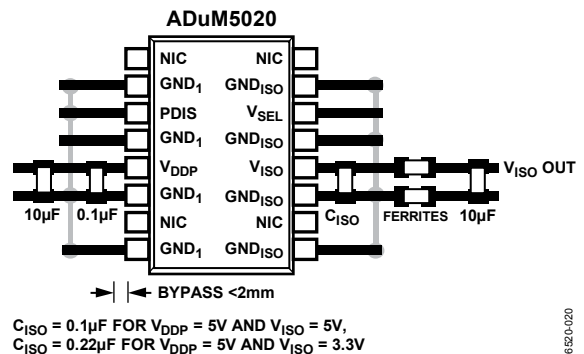 ADuM5020
NIC NIC
GND1 GNDISO
PDIS VSEL
GND1 GNDISO
VDDP VISO VISO OUT
GND1 GNDISO
10µF 0.1µF CISO FERRITES 10µF
NIC NIC
GND1 GNDISO
BYPASS <2mm
CISO = 0.1µF FOR VDDP = 5V AND VISO = 5V,
CISO = 0.22µF FOR VDDP = 5V AND VISO = 3.3V